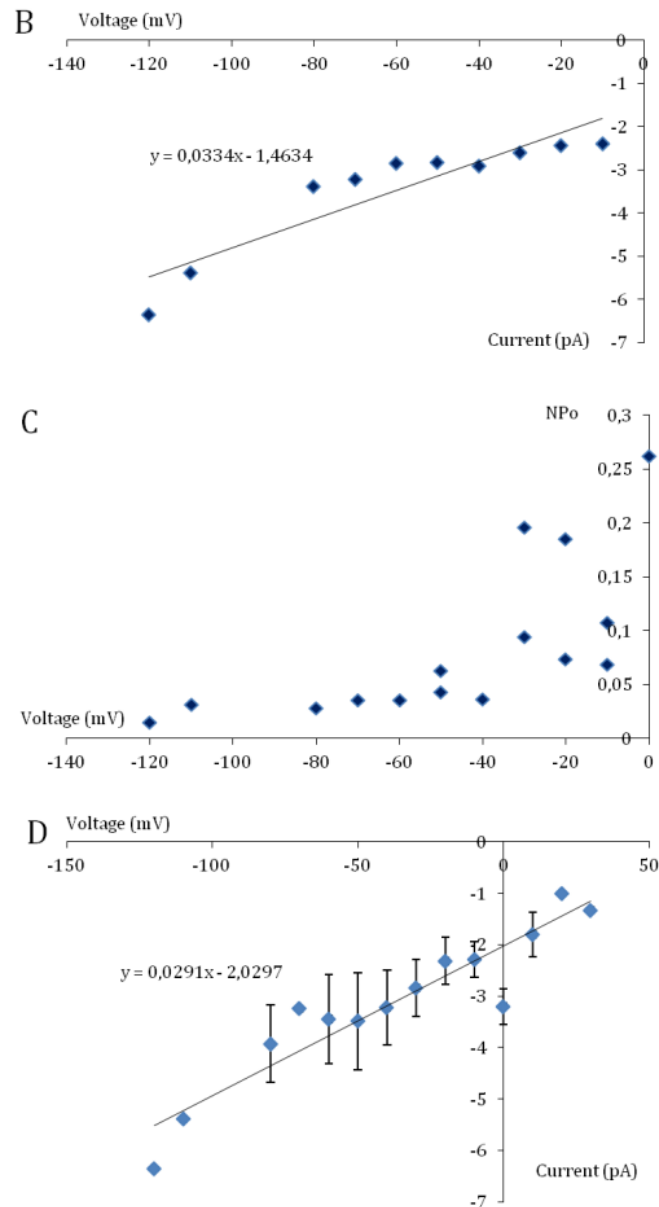 B
Voltage (mV)
-140 -120 -100 -80 -60 -40 -20 0
0
-1
-2
-3
-4
-5
-6
-7
y = 0,0334x - 1,4634
Current (pA)
C
NPo
0,3
0,25
0,2
0,15
0,1
0,05
0
Voltage (mV)
-140 -120 -100 -80 -60 -40 -20 0
D
Voltage (mV)
-150 -100 -50 0 50
0
-1
-2
-3
-4
-5
-6
-7
y = 0,0291x - 2,0297
Current (pA)